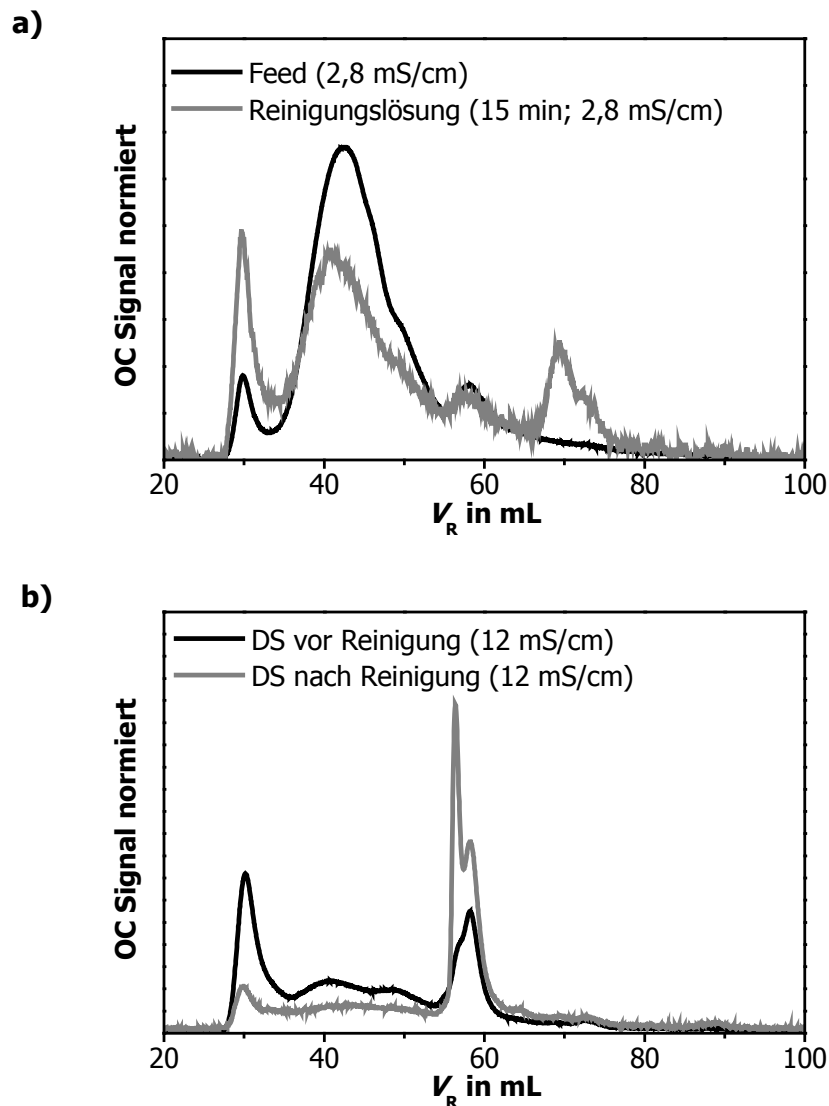 a)
Feed (2,8 mS/cm)
Reinigungslösung (15 min; 2,8 mS/cm)
OC Signal normiert
20 40 60 80 100
V_R in mL
b)
DS vor Reinigung (12 mS/cm)
DS nach Reinigung (12 mS/cm)
OC Signal normiert
20 40 60 80 100
V_R in mL